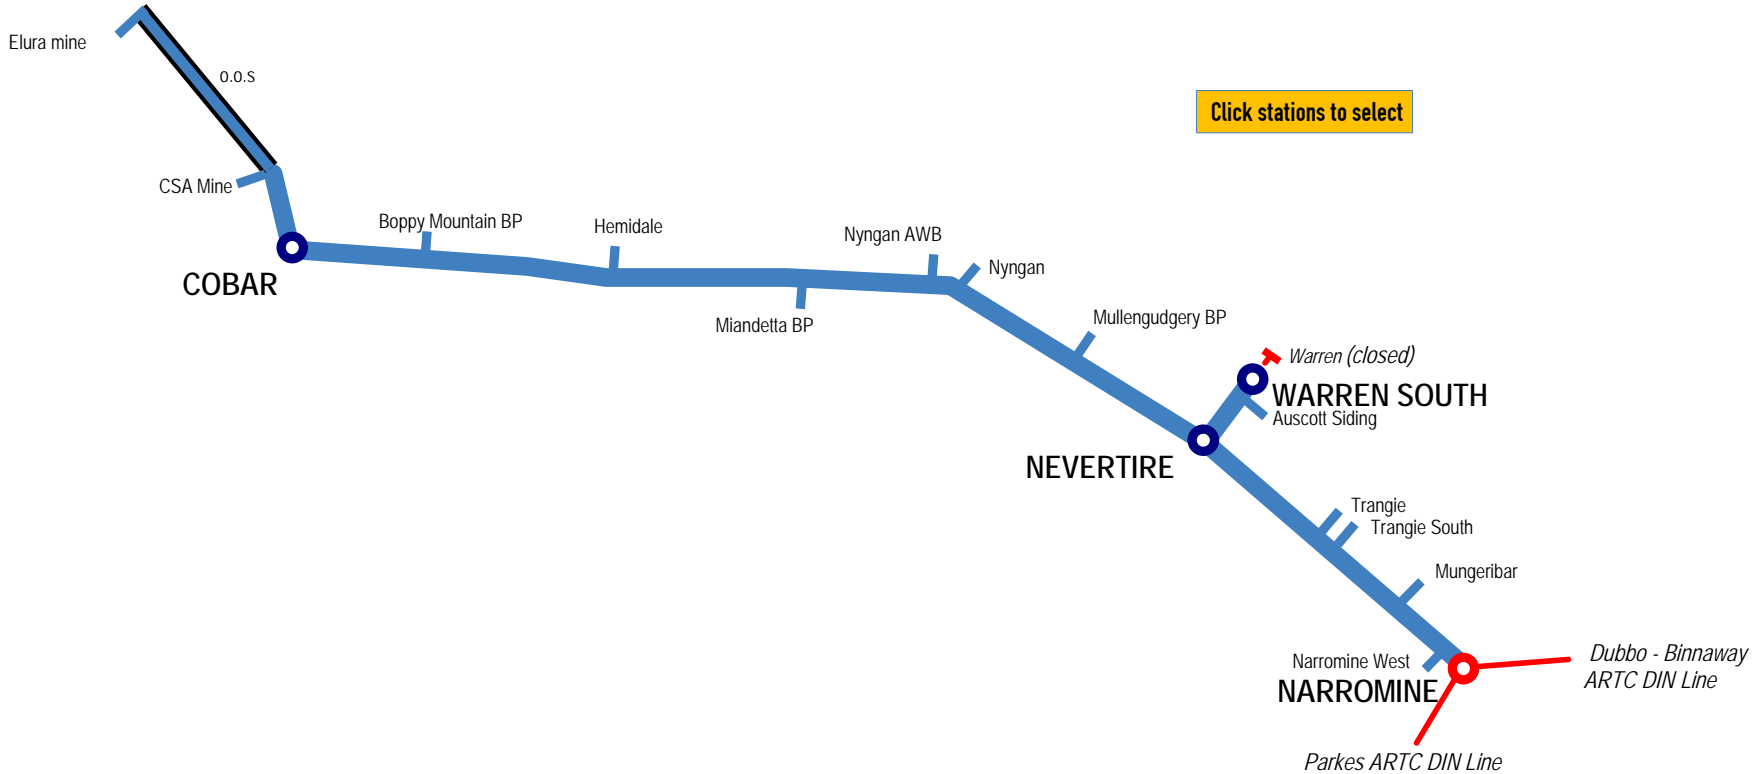 Elura mine
O.O.S
Click stations to select
CSA Mine
Boppy Mountain BP
Hemidale
Nyngan AWB
Nyngan
COBAR
Miandetta BP
Mullengudgery BP
Warren (closed)
WARREN SOUTH
Auscott Siding
NEVERTIRE
Trangie
Trangie South
Mungeribar
Narromine West
NARROMINE
Dubbo - Binnaway
ARTC DIN Line
Parkes ARTC DIN Line